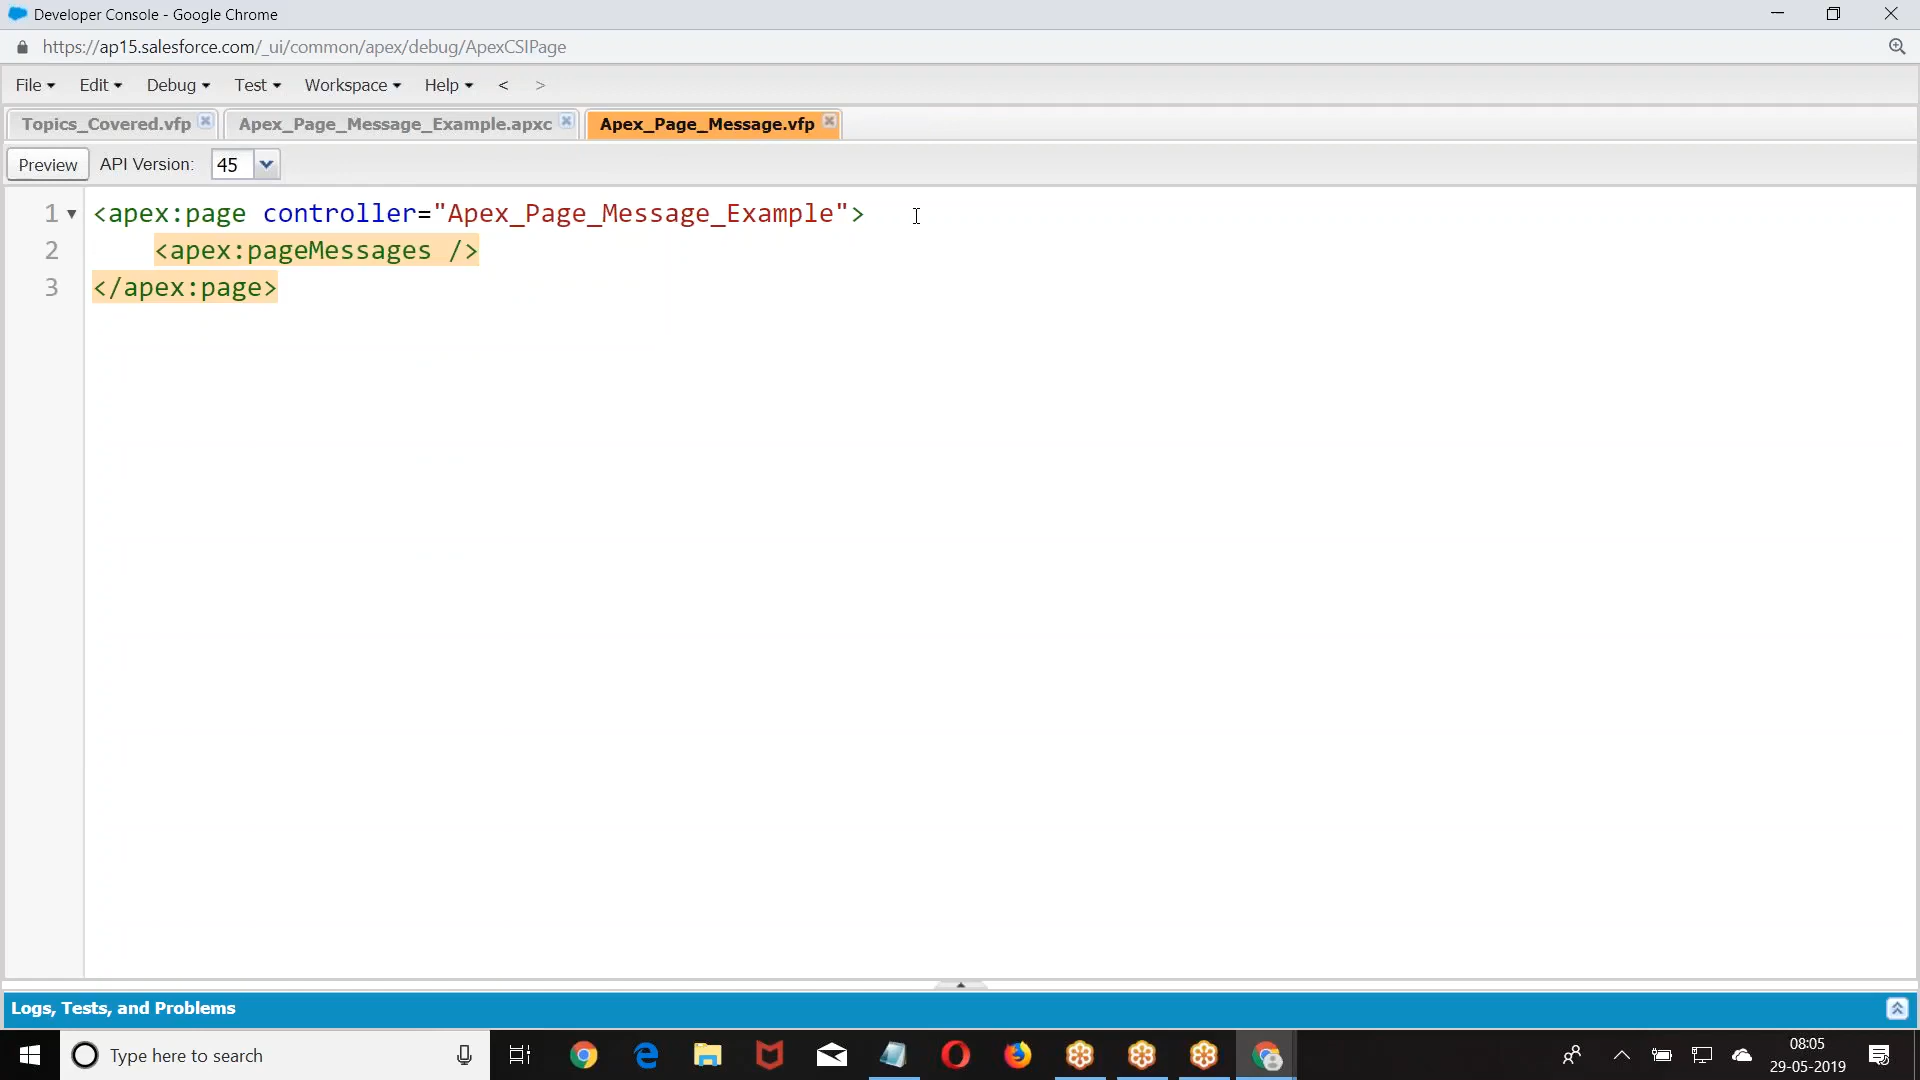 Developer Console - Google Chrome
https://ap15.salesforce.com/_ui/common/apex/debug/ApexCSIPage
File Edit Debug Test Workspace Help < >
Topics_Covered.vfp Apex_Page_Message_Example.apxc Apex_Page_Message.vfp
Preview API Version: 45
1 <apex:page controller="Apex_Page_Message_Example">
2 <apex:pageMessages />
3 </apex:page>
Logs, Tests, and Problems
Type here to search
08:05
29-05-2019